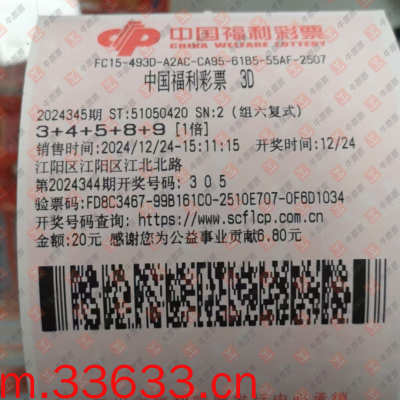 中国福利彩票
CHINA WELFARE LOTTERY
FC15-493D-A2AC-CA95-61B5-55AF-2507
中国福利彩票 3D
2024345期 ST:51050420 SN:2 (组六复式)
3+4+5+8+9 [1倍]
销售时间:2024/12/24-15:11:15 开奖时间:12/24
江阳区江阳区江北北路
第2024344期开奖号码:3 0 5
验票码:FD8C3467-99B161C0-2510E707-0F6D1034
开奖号码查询: https://www.scflcp.com.cn
金额:20元 感谢您为公益事业贡献6.80元
m.33633.cn